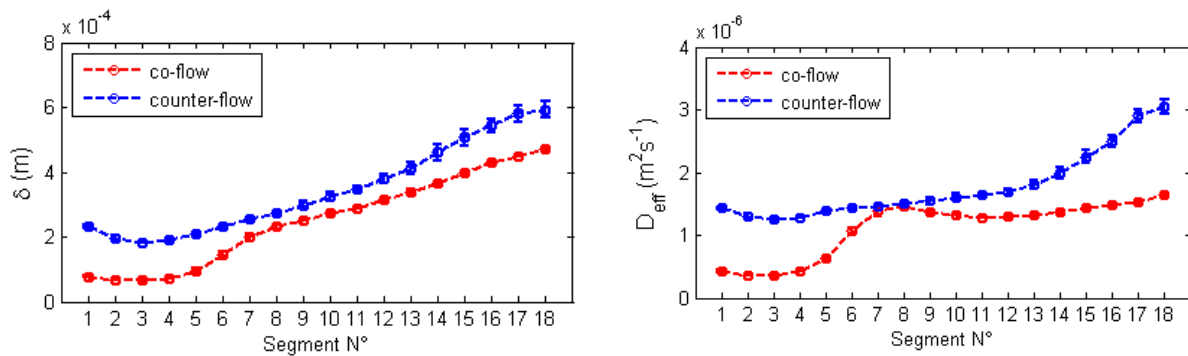 x 10⁻⁴
8
6
4
2
0
δ (m)
co-flow
counter-flow
1 2 3 4 5 6 7 8 9 10 11 12 13 14 15 16 17 18
Segment N°
x 10⁻⁶
4
3
2
1
0
D_eff (m²s⁻¹)
co-flow
counter-flow
1 2 3 4 5 6 7 8 9 10 11 12 13 14 15 16 17 18
Segment N°